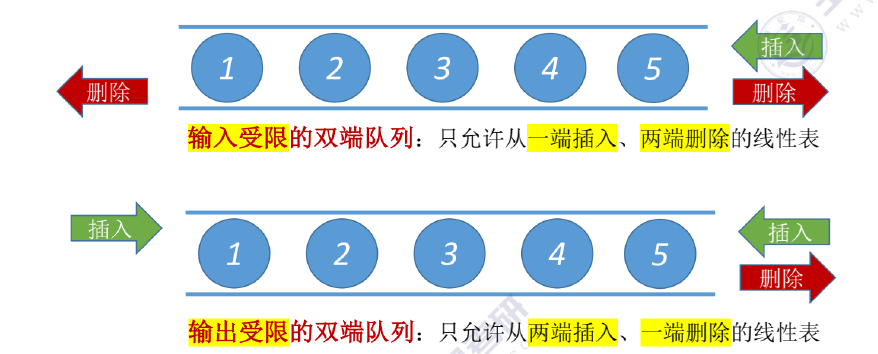 插入
1 2 3 4 5
删除 删除
输入受限的双端队列：只允许从一端插入、两端删除的线性表
插入 插入
1 2 3 4 5
删除
输出受限的双端队列：只允许从两端插入、一端删除的线性表